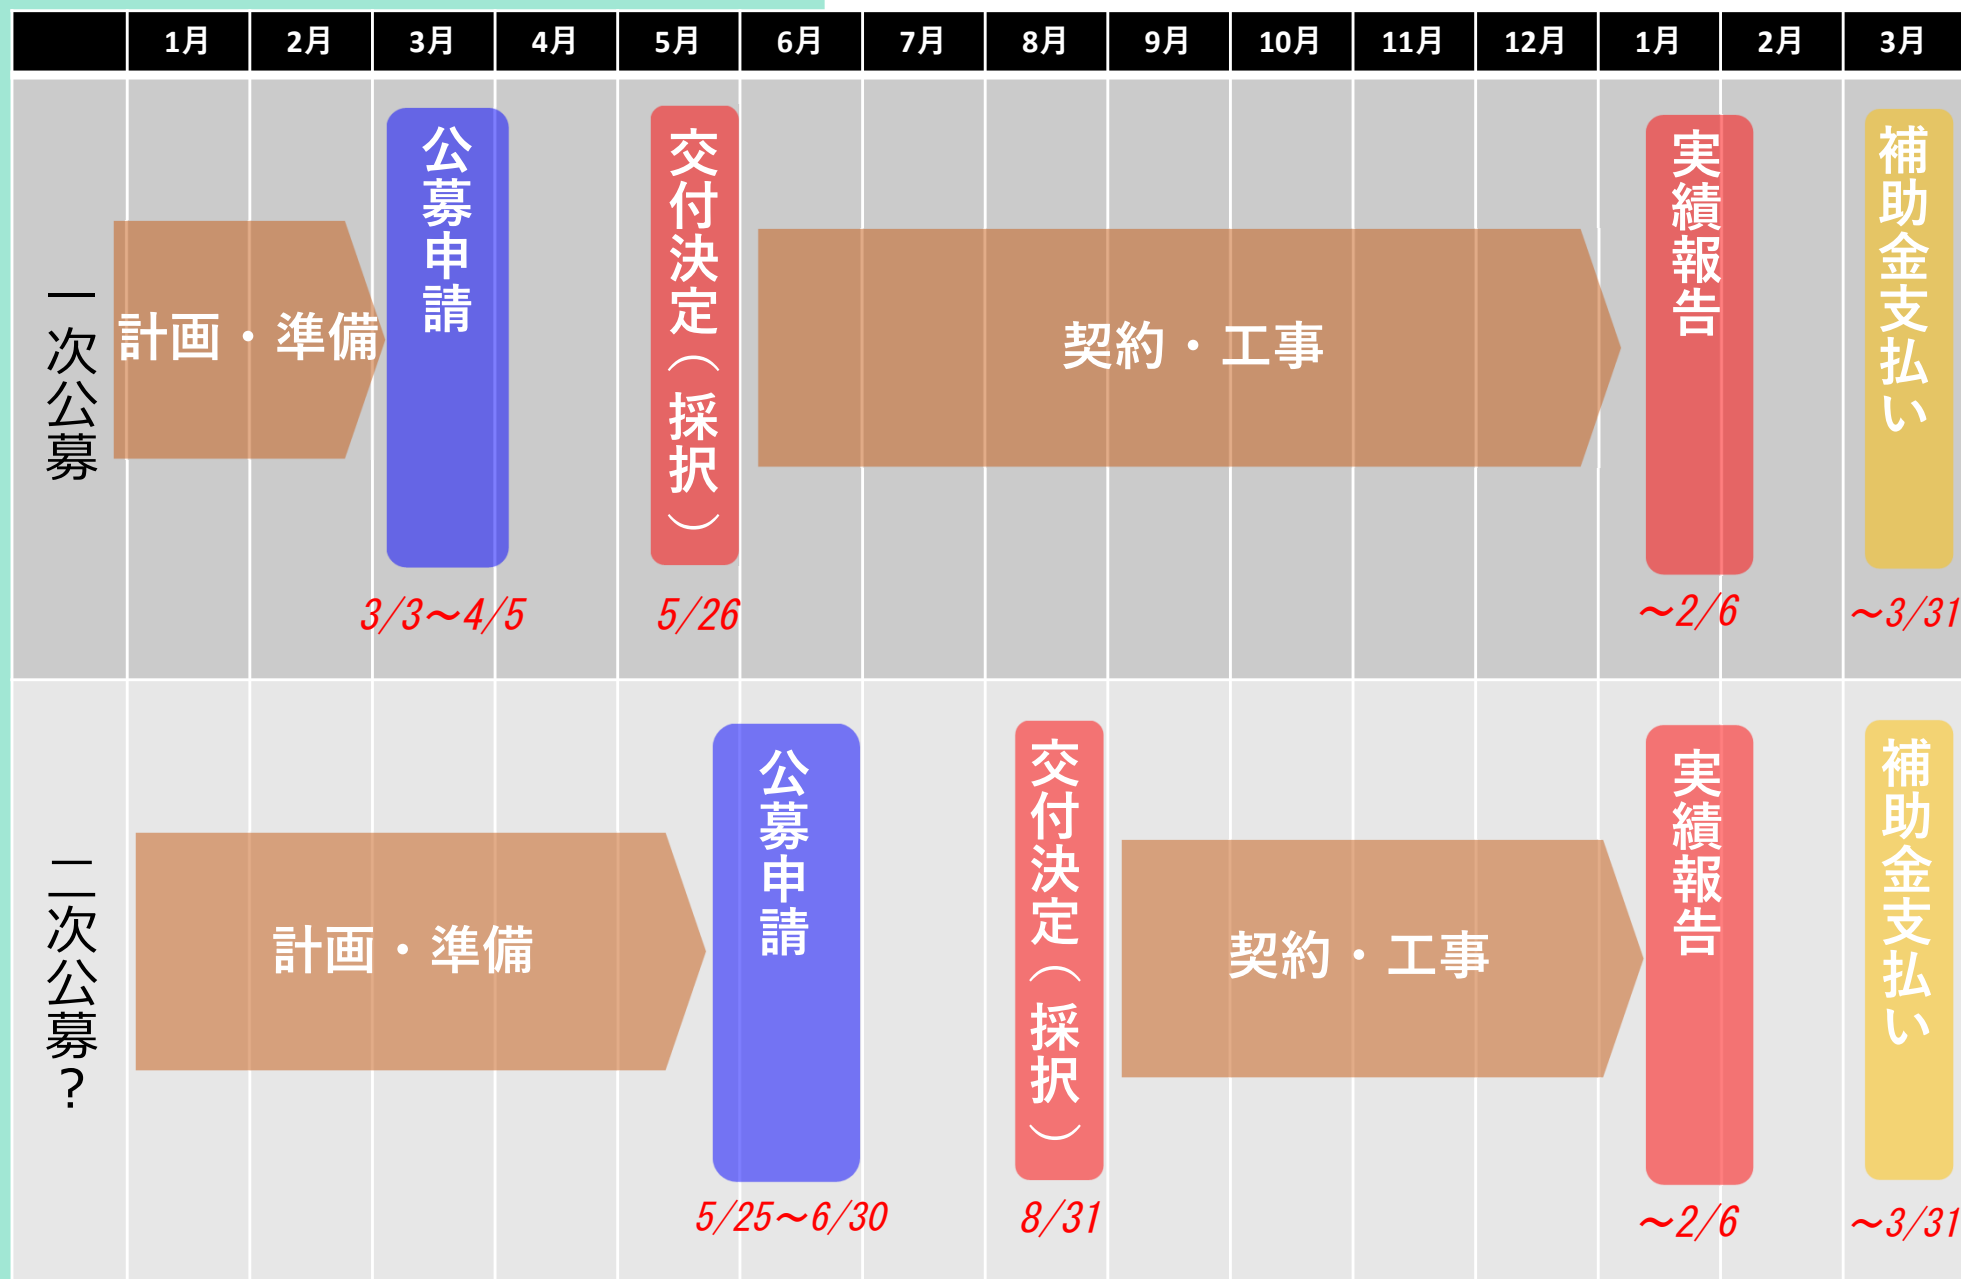 1月 2月 3月 4月 5月 6月 7月 8月 9月 10月 11月 12月 1月 2月 3月
一次公募
計画・準備
公募申請
3/3～4/5
交付決定（採択）
5/26
契約・工事
実績報告
～2/6
補助金支払い
～3/31
二次公募？
計画・準備
公募申請
5/25～6/30
交付決定（採択）
8/31
契約・工事
実績報告
～2/6
補助金支払い
～3/31